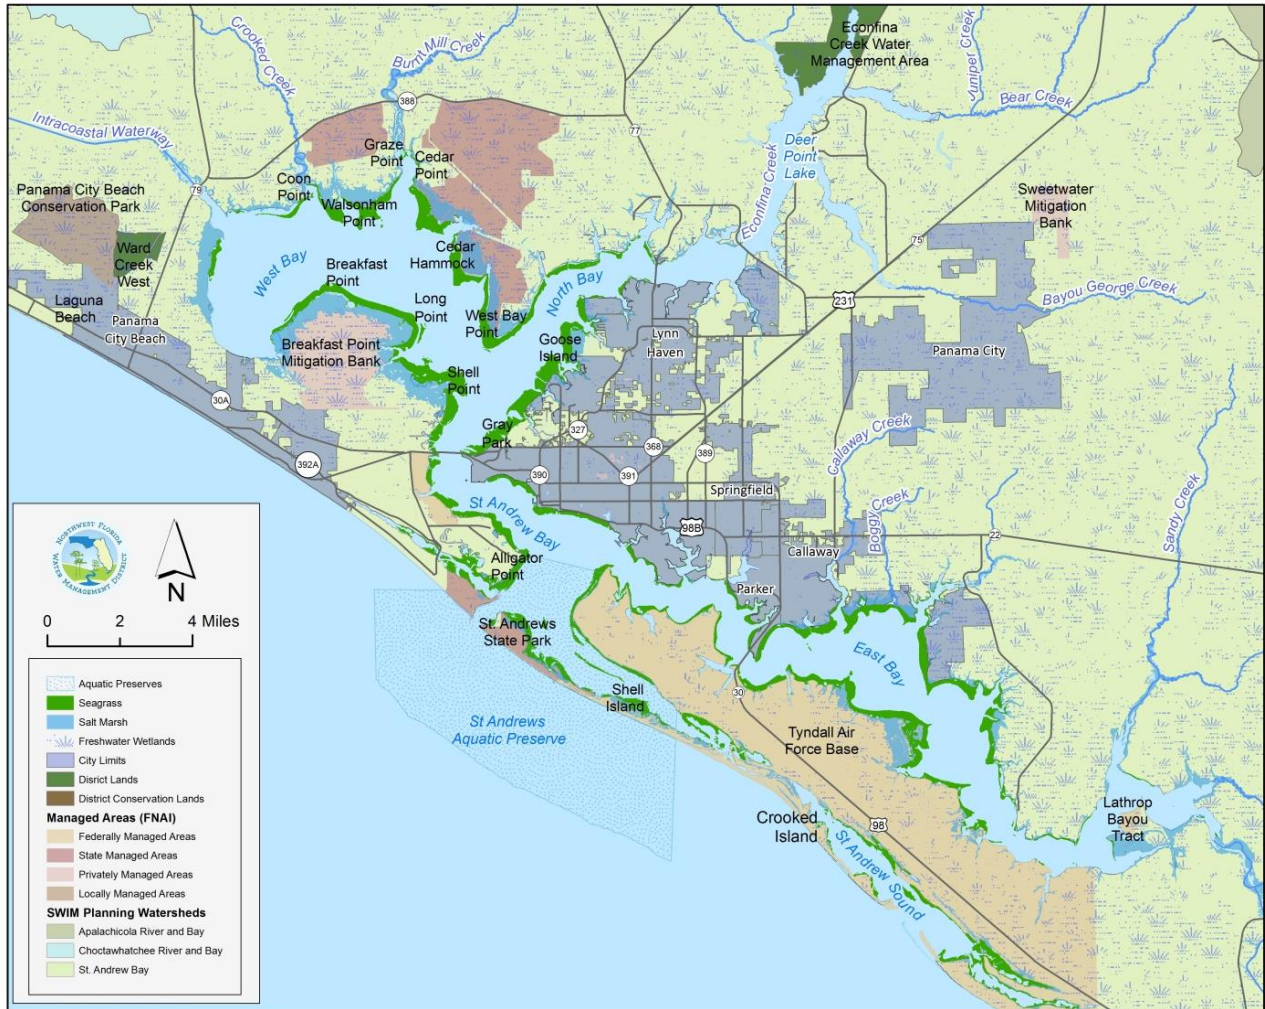 Econfina
Creek Water
Management Area
Crooked Creek
Burnt Mill Creek
Juniper Creek
Bear Creek
388
77
Intracoastal Waterway
Graze
Point
Cedar
Point
Econfina Creek
Deer
Point
Lake
Coon
Point
79
Panama City Beach
Conservation Park
Walsonham
Point
Sweetwater
Mitigation
Bank
Ward
Creek
West
West Bay
Cedar
Hammock
75
Breakfast
Point
North Bay
Bayou George Creek
Laguna
Beach
Panama
City Beach
Long
Point
West Bay
Point
231
Goose
Island
Lynn
Haven
Panama City
Breakfast Point
Mitigation Bank
Shell
Point
30A
Gray
Park
327
368
389
Callaway Creek
392A
390
391
Springfield
Sandy Creek
St Andrew Bay
Boggy Creek
98B
22
Callaway
Alligator
Point
Parker
St. Andrews
State Park
East Bay
Shell
Island
30
St Andrews
Aquatic Preserve
Tyndall Air
Force Base
Lathrop
Bayou
Tract
Crooked
Island
98
St Andrew Sound
NORTHWEST FLORIDA
WATER MANAGEMENT DISTRICT
N
0 2 4 Miles
Aquatic Preserves
Seagrass
Salt Marsh
Freshwater Wetlands
City Limits
Disrict Lands
District Conservation Lands
Managed Areas (FNAI)
Federally Managed Areas
State Managed Areas
Privately Managed Areas
Locally Managed Areas
SWIM Planning Watersheds
Apalachicola River and Bay
Choctawhatchee River and Bay
St. Andrew Bay